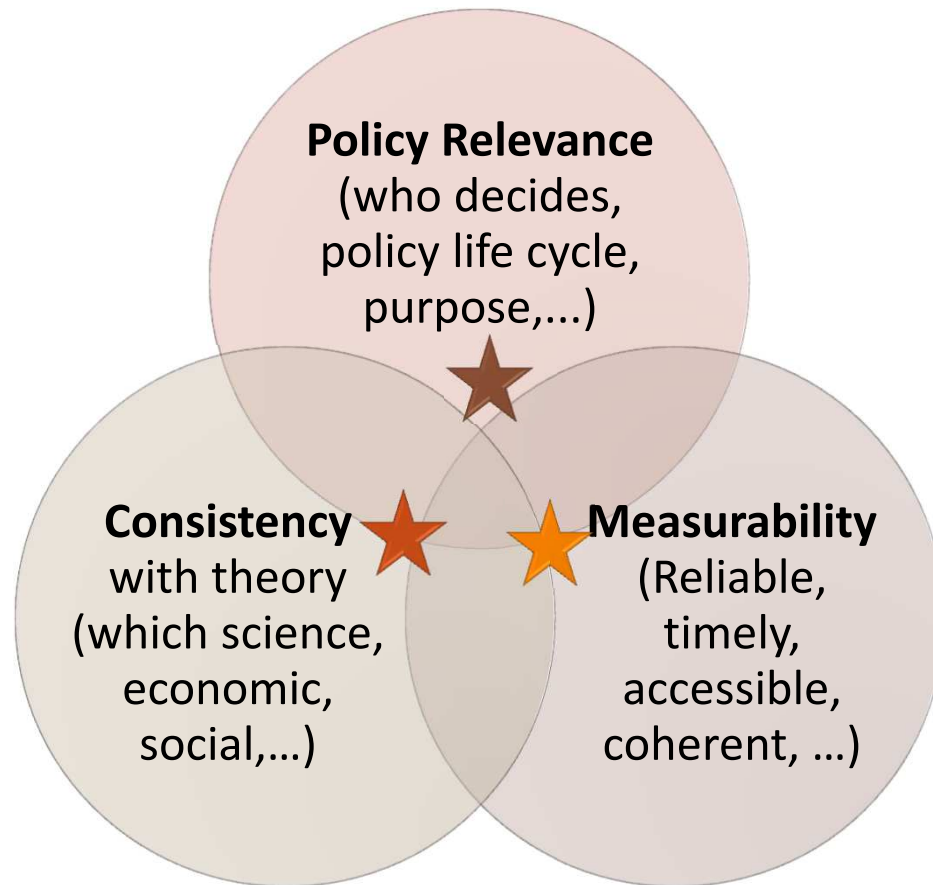 Policy Relevance
(who decides,
policy life cycle,
purpose,...)
Consistency
with theory
(which science,
economic,
social,...)
Measurability
(Reliable,
timely,
accessible,
coherent, ...)